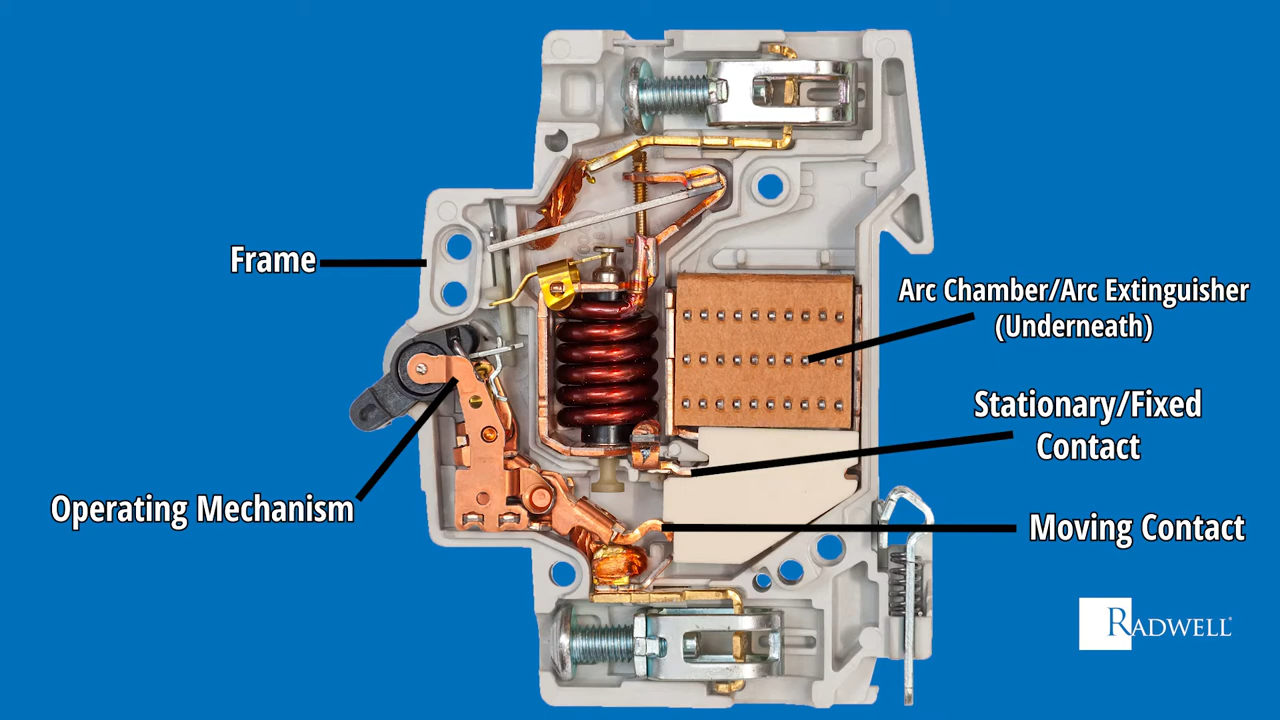 Frame
Arc Chamber/Arc Extinguisher
(Underneath)
Stationary/Fixed
Contact
Operating Mechanism
Moving Contact
RADWELL